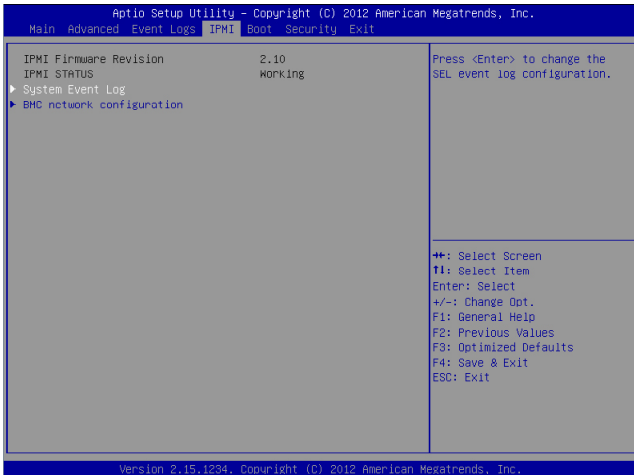 Aptio Setup Utility – Copyright (C) 2012 American Megatrends, Inc.
Main Advanced Event Logs IPMI Boot Security Exit
IPMI Firmware Revision 2.10
IPMI STATUS Working
System Event Log
BMC network configuration
Press <Enter> to change the
SEL event log configuration.
→←: Select Screen
↑↓: Select Item
Enter: Select
+/-: Change Opt.
F1: General Help
F2: Previous Values
F3: Optimized Defaults
F4: Save & Exit
ESC: Exit
Version 2.15.1234. Copyright (C) 2012 American Megatrends, Inc.